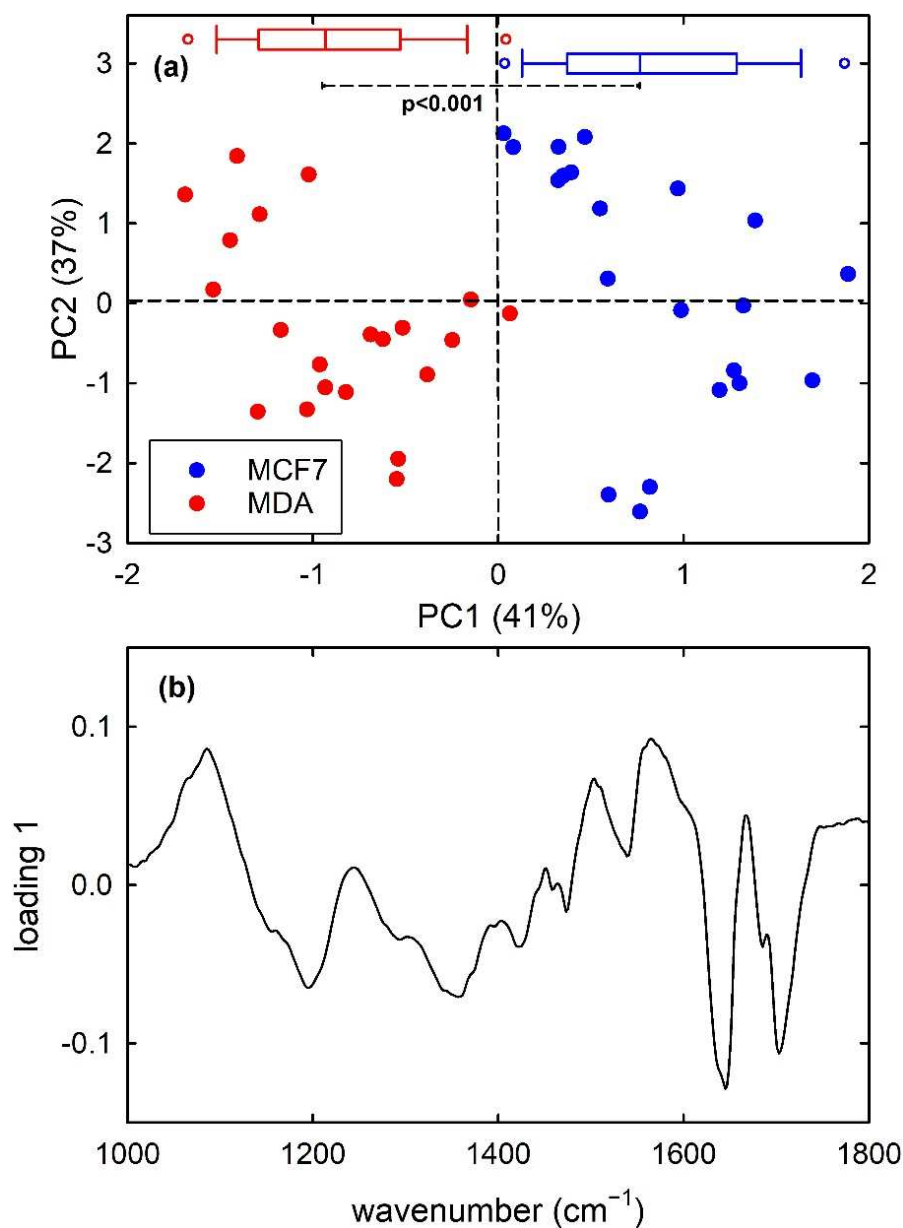 (a)
p<0.001
3
2
1
0
-1
-2
-3
PC2 (37%)
MCF7
MDA
-2 -1 0 1 2
PC1 (41%)
(b)
0.1
0.0
-0.1
loading 1
1000 1200 1400 1600 1800
wavenumber (cm⁻¹)